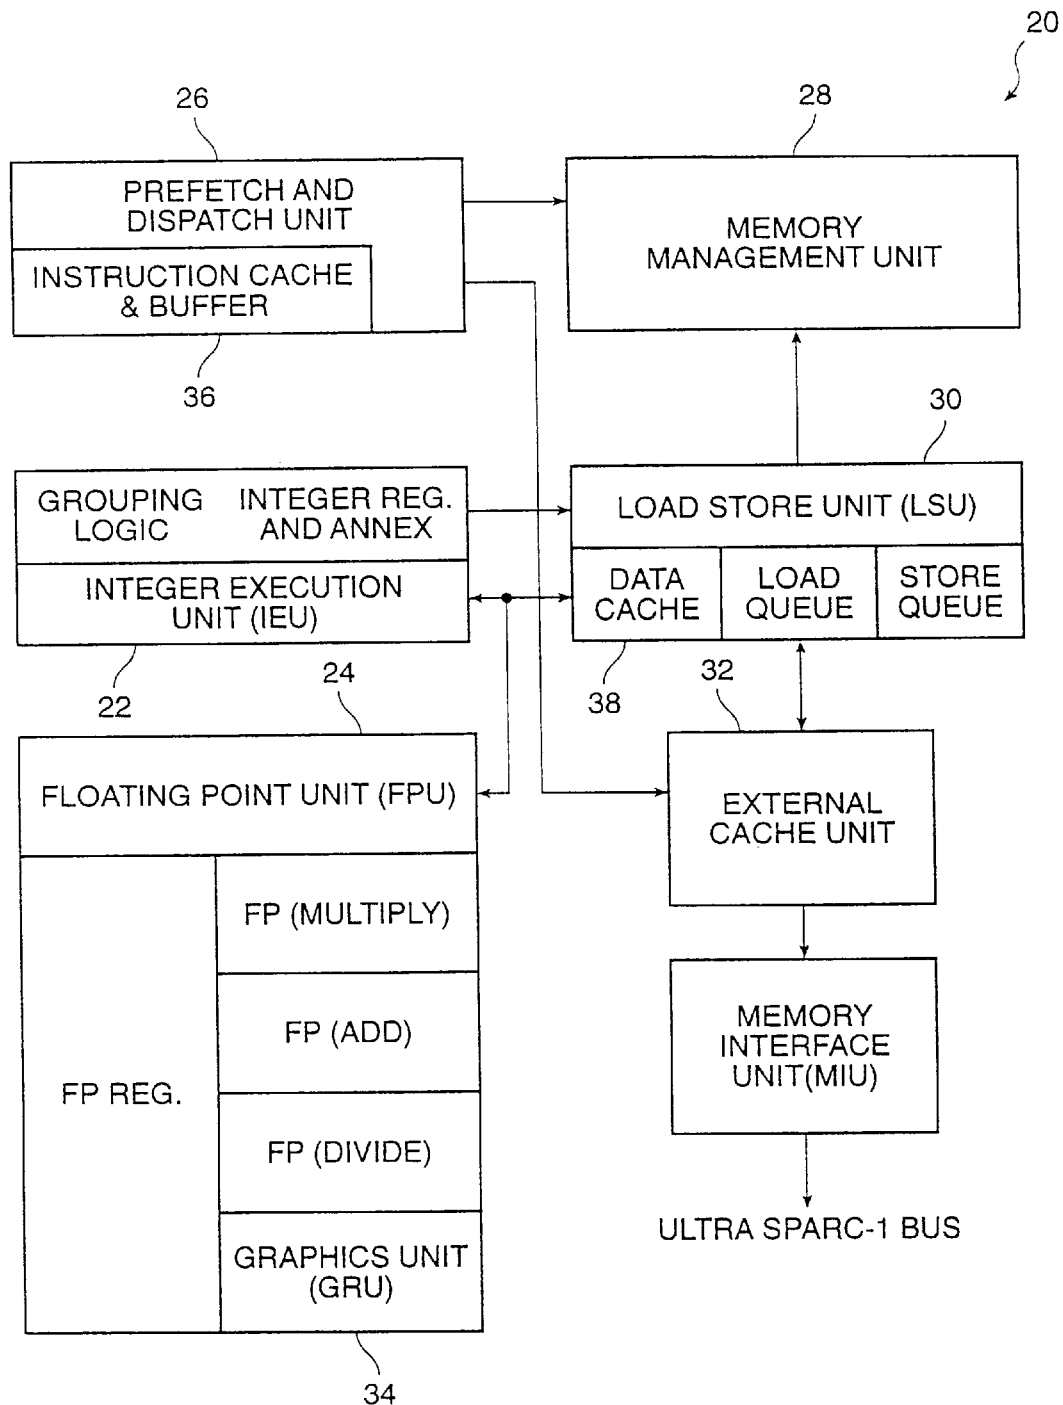 20
26
28
PREFETCH AND
DISPATCH UNIT
INSTRUCTION CACHE
& BUFFER
36
MEMORY
MANAGEMENT UNIT
30
GROUPING
LOGIC
INTEGER REG.
AND ANNEX
INTEGER EXECUTION
UNIT (IEU)
22
LOAD STORE UNIT (LSU)
DATA
CACHE
LOAD
QUEUE
STORE
QUEUE
38
32
24
FLOATING POINT UNIT (FPU)
FP REG.
FP (MULTIPLY)
FP (ADD)
FP (DIVIDE)
GRAPHICS UNIT
(GRU)
34
EXTERNAL
CACHE UNIT
MEMORY
INTERFACE
UNIT(MIU)
ULTRA SPARC-1 BUS